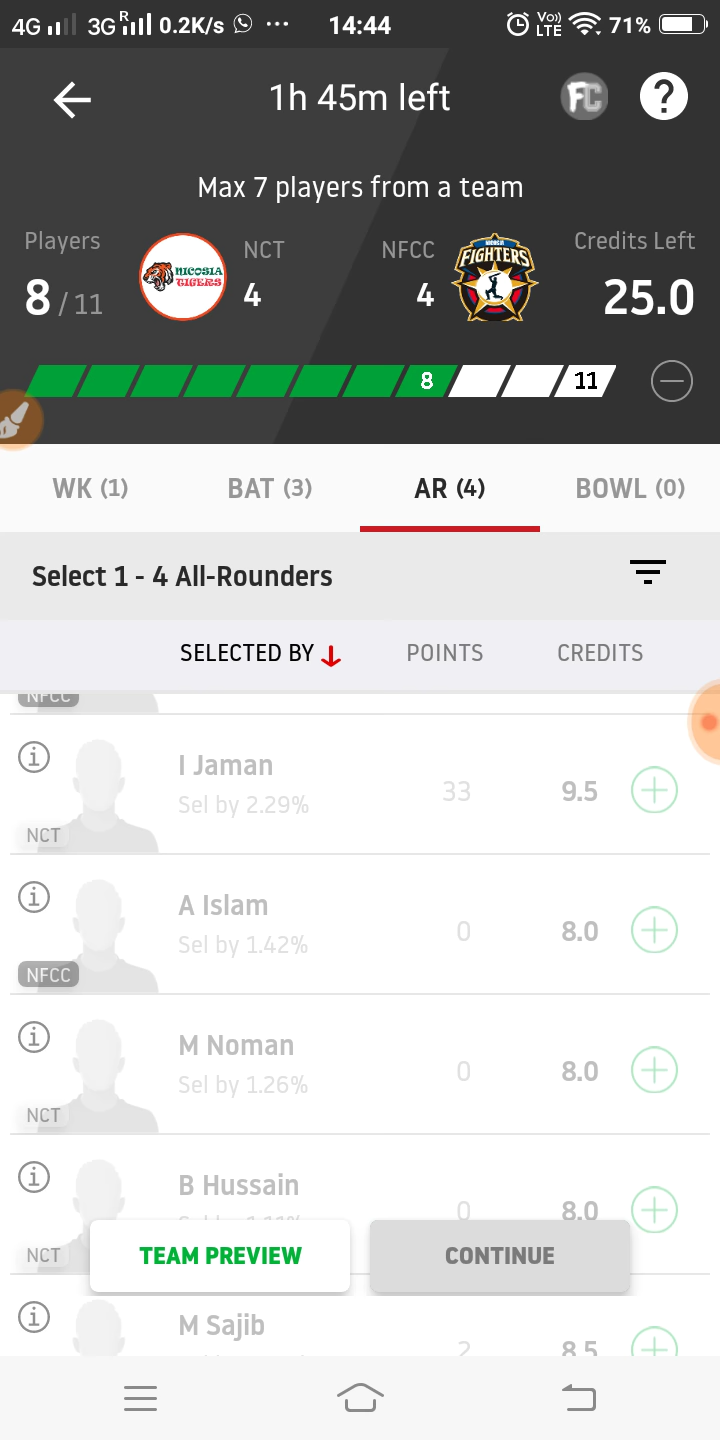 4G 3G R 0.2K/s ... 14:44 Vo)) LTE 71%
1h 45m left FC ?
Max 7 players from a team
Players NCT NFCC Credits Left
8 / 11 NICOSIA TIGERS 4 4 NICOSIA FIGHTERS 25.0
8 11
WK (1) BAT (3) AR (4) BOWL (0)
Select 1 - 4 All-Rounders
SELECTED BY POINTS CREDITS
NFCC
I Jaman
Sel by 2.29% 33 9.5
NCT
A Islam
Sel by 1.42% 0 8.0
NFCC
M Noman
Sel by 1.26% 0 8.0
NCT
B Hussain
0 8.0
NCT
TEAM PREVIEW CONTINUE
M Sajib
2 8.5